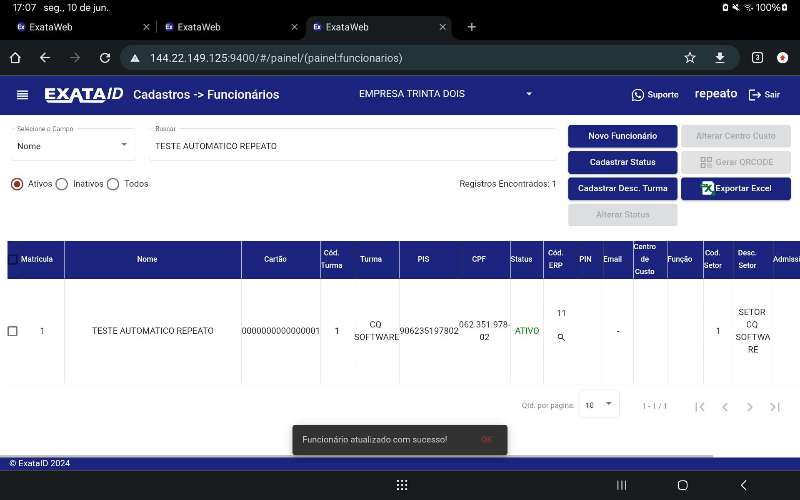 17:07 seg., 10 de jun. 100%
ExataWeb ExataWeb ExataWeb
144.22.149.125:9400/#/painel/(painel:funcionarios) 3
EXATA ID Cadastros -> Funcionários EMPRESA TRINTA DOIS Suporte repeato Sair
Selecione o Campo Buscar
Nome TESTE AUTOMATICO REPEATO
Novo Funcionário Alterar Centro Custo
Cadastrar Status Gerar QRCODE
Ativos Inativos Todos Registros Encontrados: 1
Cadastrar Desc. Turma Exportar Excel
Alterar Status
Matricula Nome Cartão Cód. Turma Turma PIS CPF Status Cód. ERP PIN Email Centro de Custo Função Cod. Setor Desc. Setor Admissi
1 TESTE AUTOMATICO REPEATO 0000000000000001 1 CQ SOFTWARE 906235197802 062.351.978-02 ATIVO 11 - 1 SETOR CQ SOFTWARE
Qtd. por página: 10 1 - 1 / 1
Funcionário atualizado com sucesso! OK
© ExataID 2024